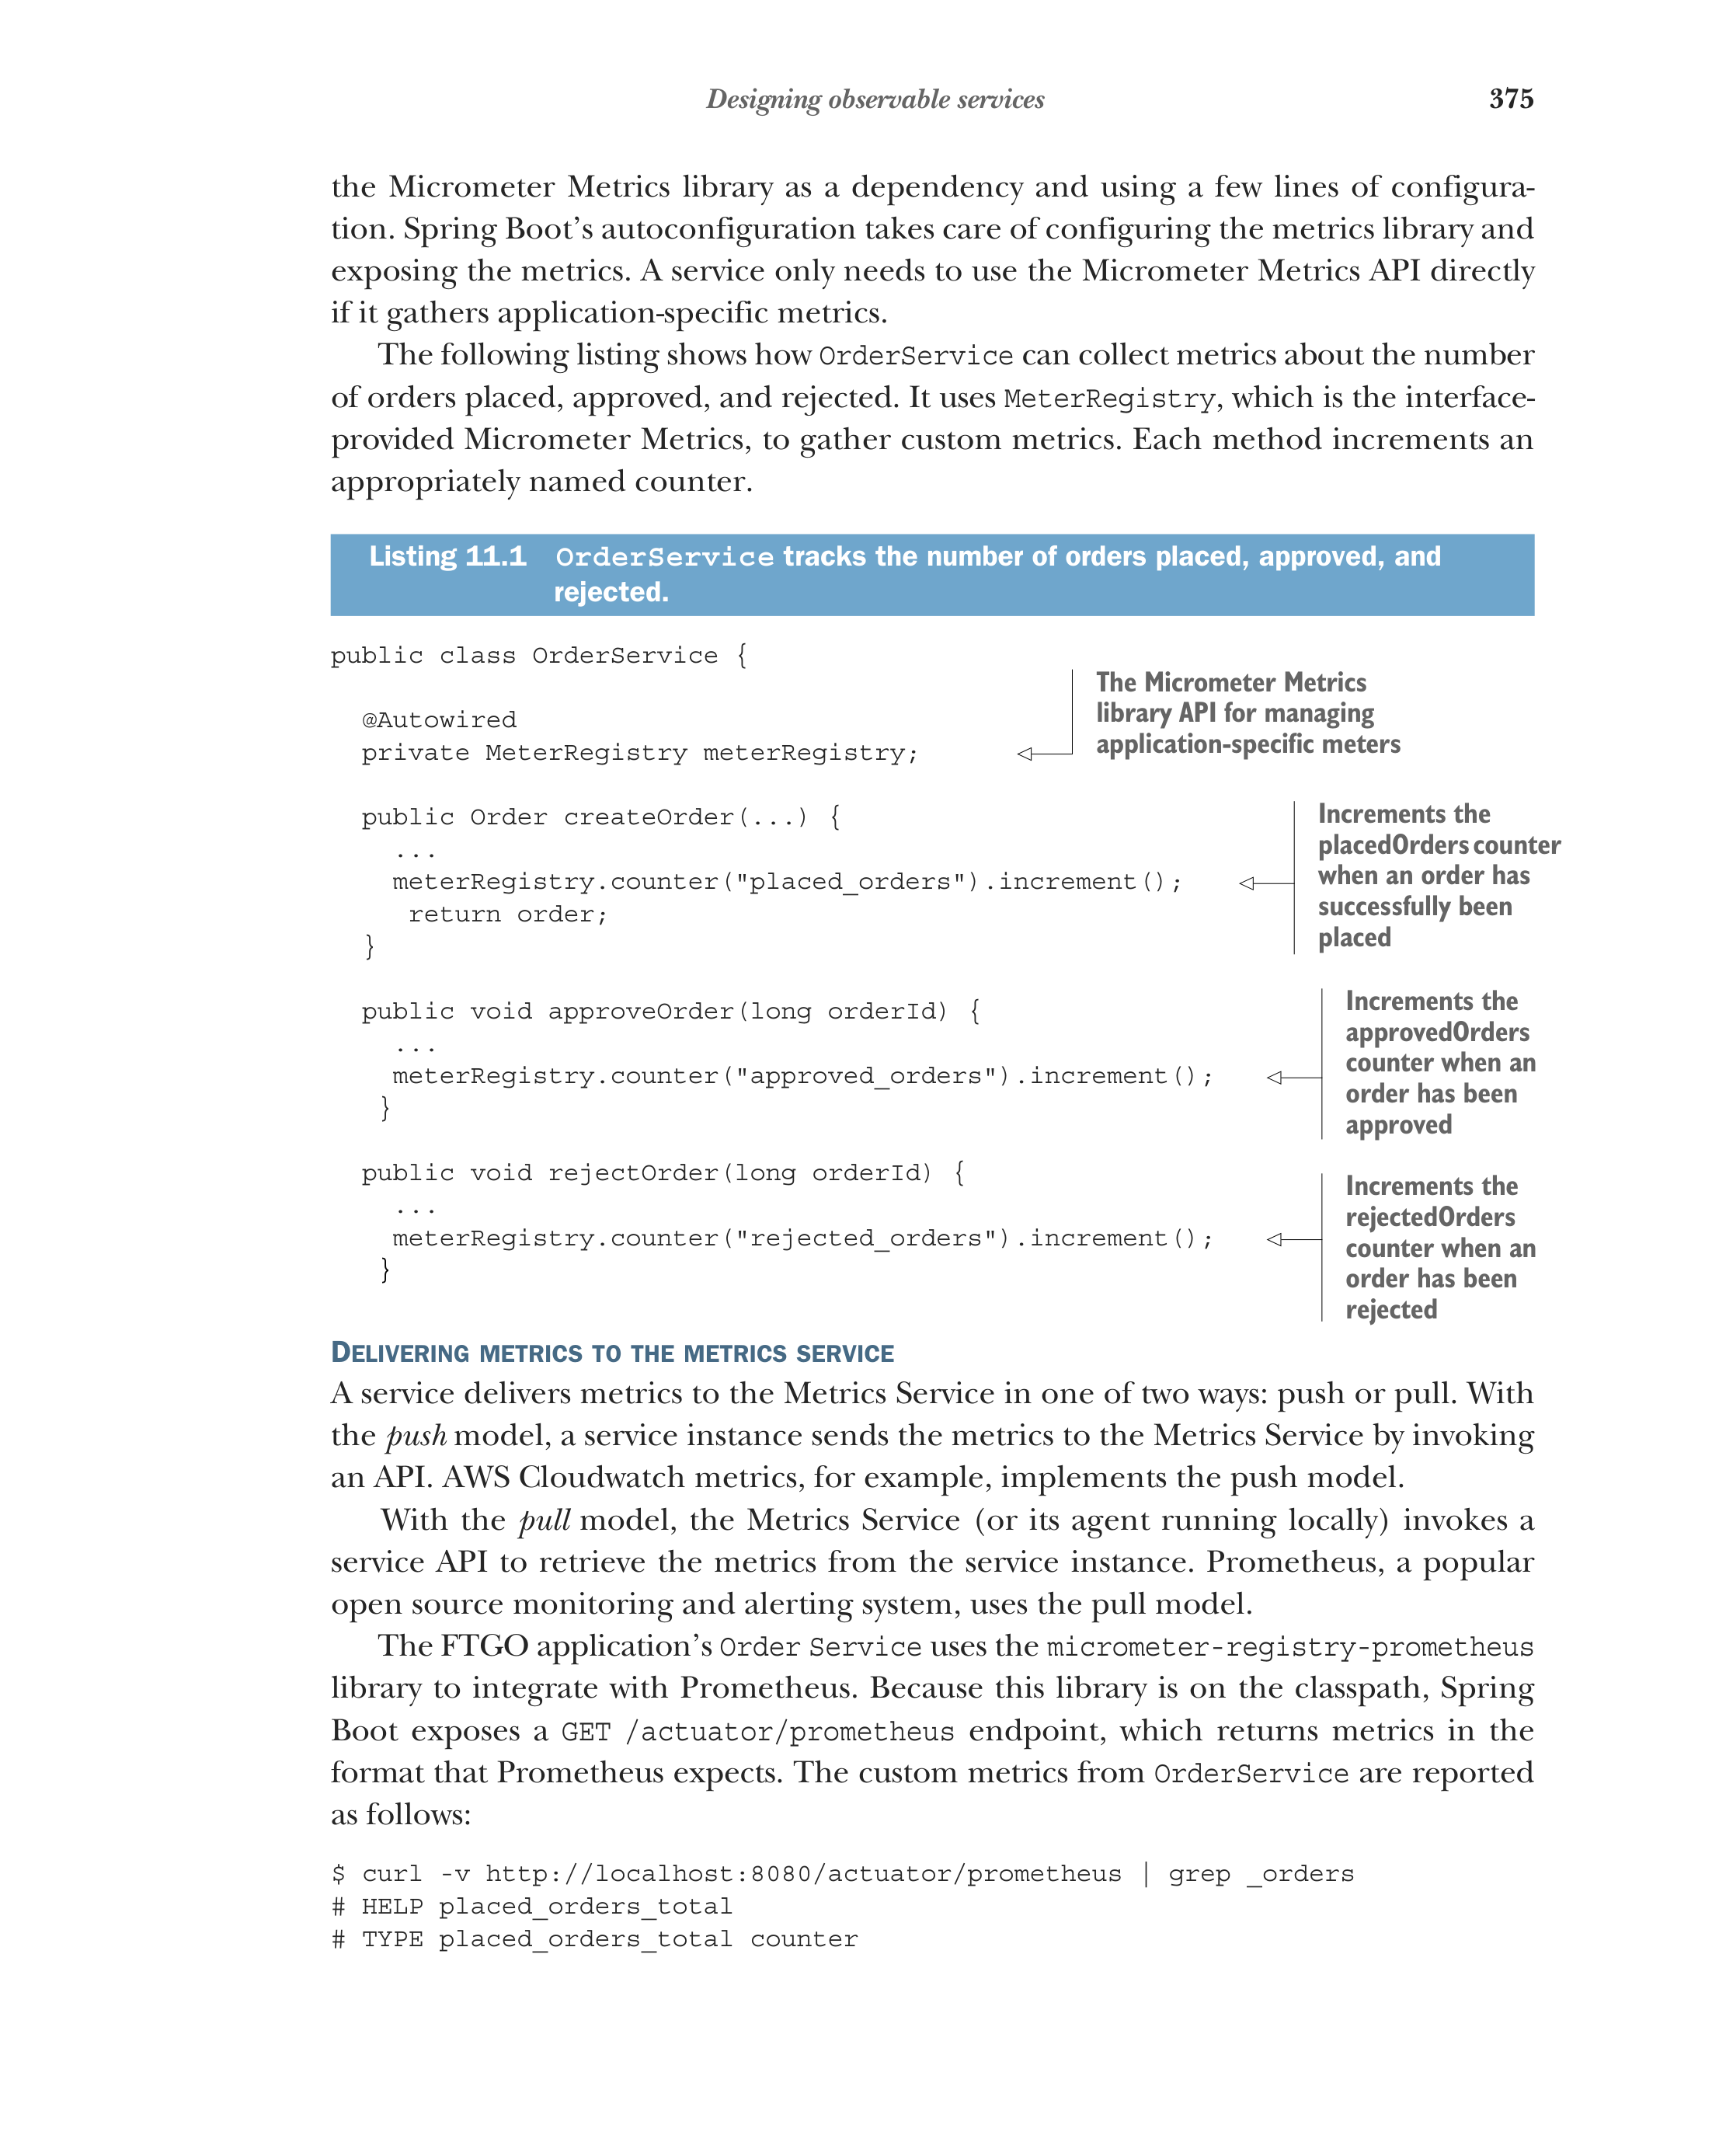 Designing observable services
375
the Micrometer Metrics library as a dependency and using a few lines of configura-
tion. Spring Boot’s autoconfiguration takes care of configuring the metrics library and
exposing the metrics. A service only needs to use the Micrometer Metrics API directly
if it gathers application-specific metrics.
The following listing shows how OrderService can collect metrics about the number
of orders placed, approved, and rejected. It uses MeterRegistry, which is the interface-
provided Micrometer Metrics, to gather custom metrics. Each method increments an
appropriately named counter.
Listing 11.1 OrderService tracks the number of orders placed, approved, and
rejected.
public class OrderService {
@Autowired
private MeterRegistry meterRegistry;
The Micrometer Metrics
library API for managing
application-specific meters
public Order createOrder(...) {
...
meterRegistry.counter("placed_orders").increment();
return order;
}
Increments the
placedOrders counter
when an order has
successfully been
placed
public void approveOrder(long orderId) {
...
meterRegistry.counter("approved_orders").increment();
}
Increments the
approvedOrders
counter when an
order has been
approved
public void rejectOrder(long orderId) {
...
meterRegistry.counter("rejected_orders").increment();
}
Increments the
rejectedOrders
counter when an
order has been
rejected
DELIVERING METRICS TO THE METRICS SERVICE
A service delivers metrics to the Metrics Service in one of two ways: push or pull. With
the push model, a service instance sends the metrics to the Metrics Service by invoking
an API. AWS Cloudwatch metrics, for example, implements the push model.
With the pull model, the Metrics Service (or its agent running locally) invokes a
service API to retrieve the metrics from the service instance. Prometheus, a popular
open source monitoring and alerting system, uses the pull model.
The FTGO application’s Order Service uses the micrometer-registry-prometheus
library to integrate with Prometheus. Because this library is on the classpath, Spring
Boot exposes a GET /actuator/prometheus endpoint, which returns metrics in the
format that Prometheus expects. The custom metrics from OrderService are reported
as follows:
$ curl -v http://localhost:8080/actuator/prometheus | grep _orders
# HELP placed_orders_total
# TYPE placed_orders_total counter